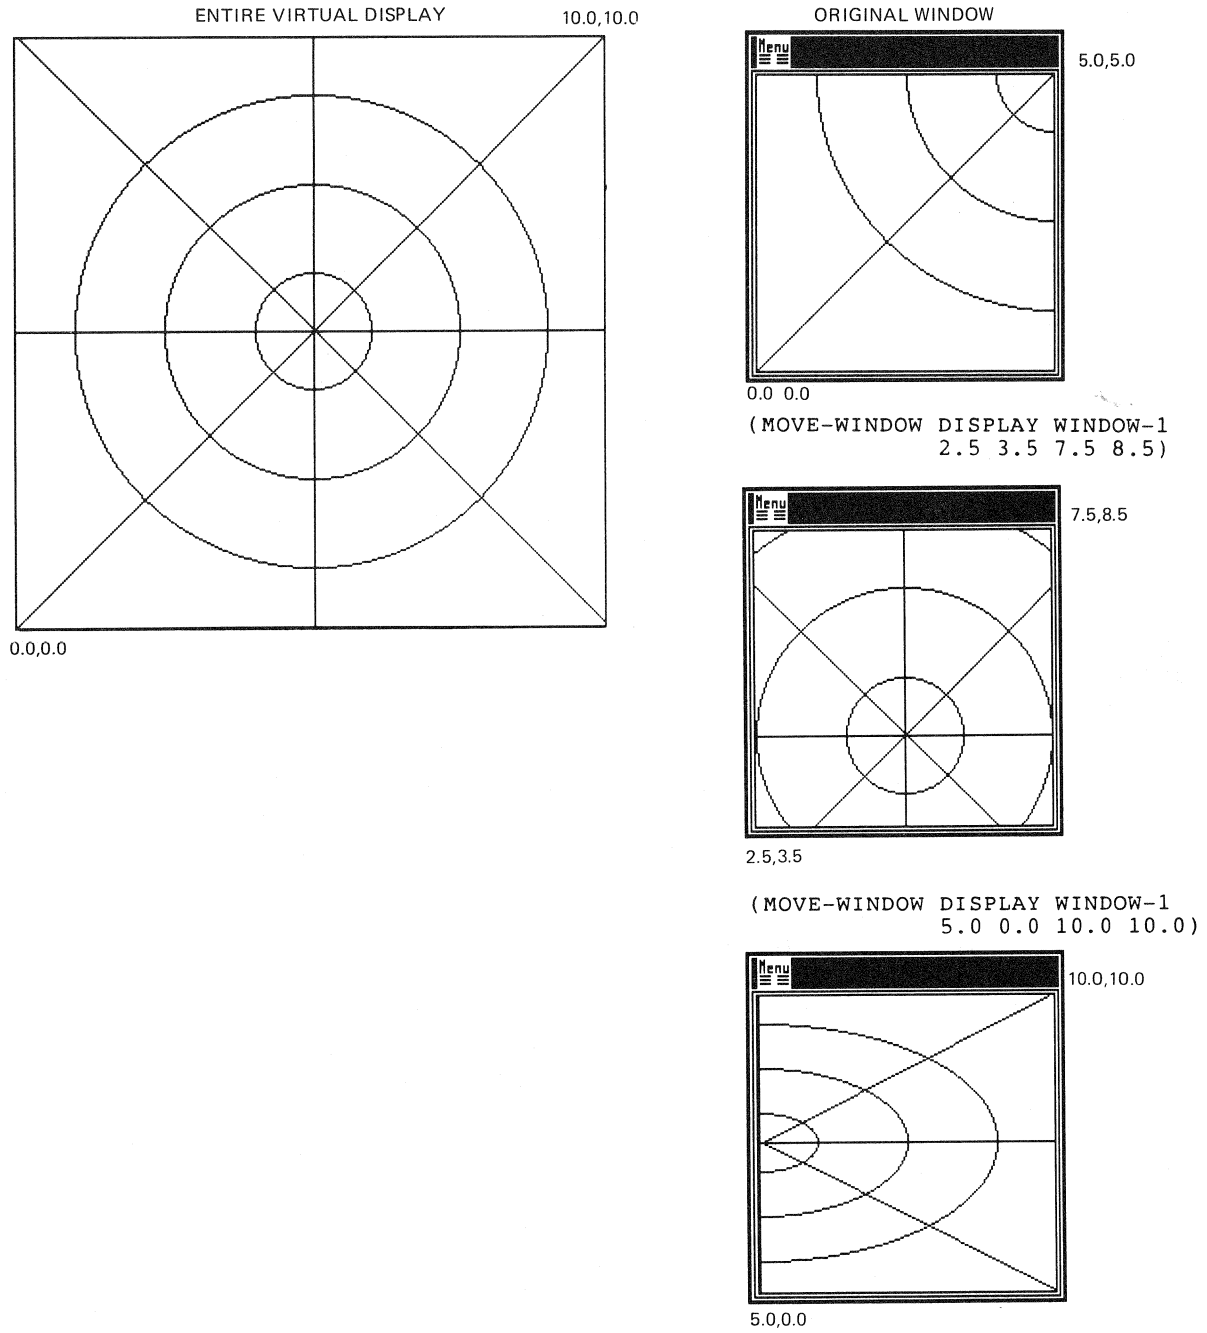 ENTIRE VIRTUAL DISPLAY
10.0,10.0
0.0,0.0
ORIGINAL WINDOW
Menu
5.0,5.0
0.0 0.0
(MOVE-WINDOW DISPLAY WINDOW-1
2.5 3.5 7.5 8.5)
Menu
7.5,8.5
2.5,3.5
(MOVE-WINDOW DISPLAY WINDOW-1
5.0 0.0 10.0 10.0)
Menu
10.0,10.0
5.0,0.0